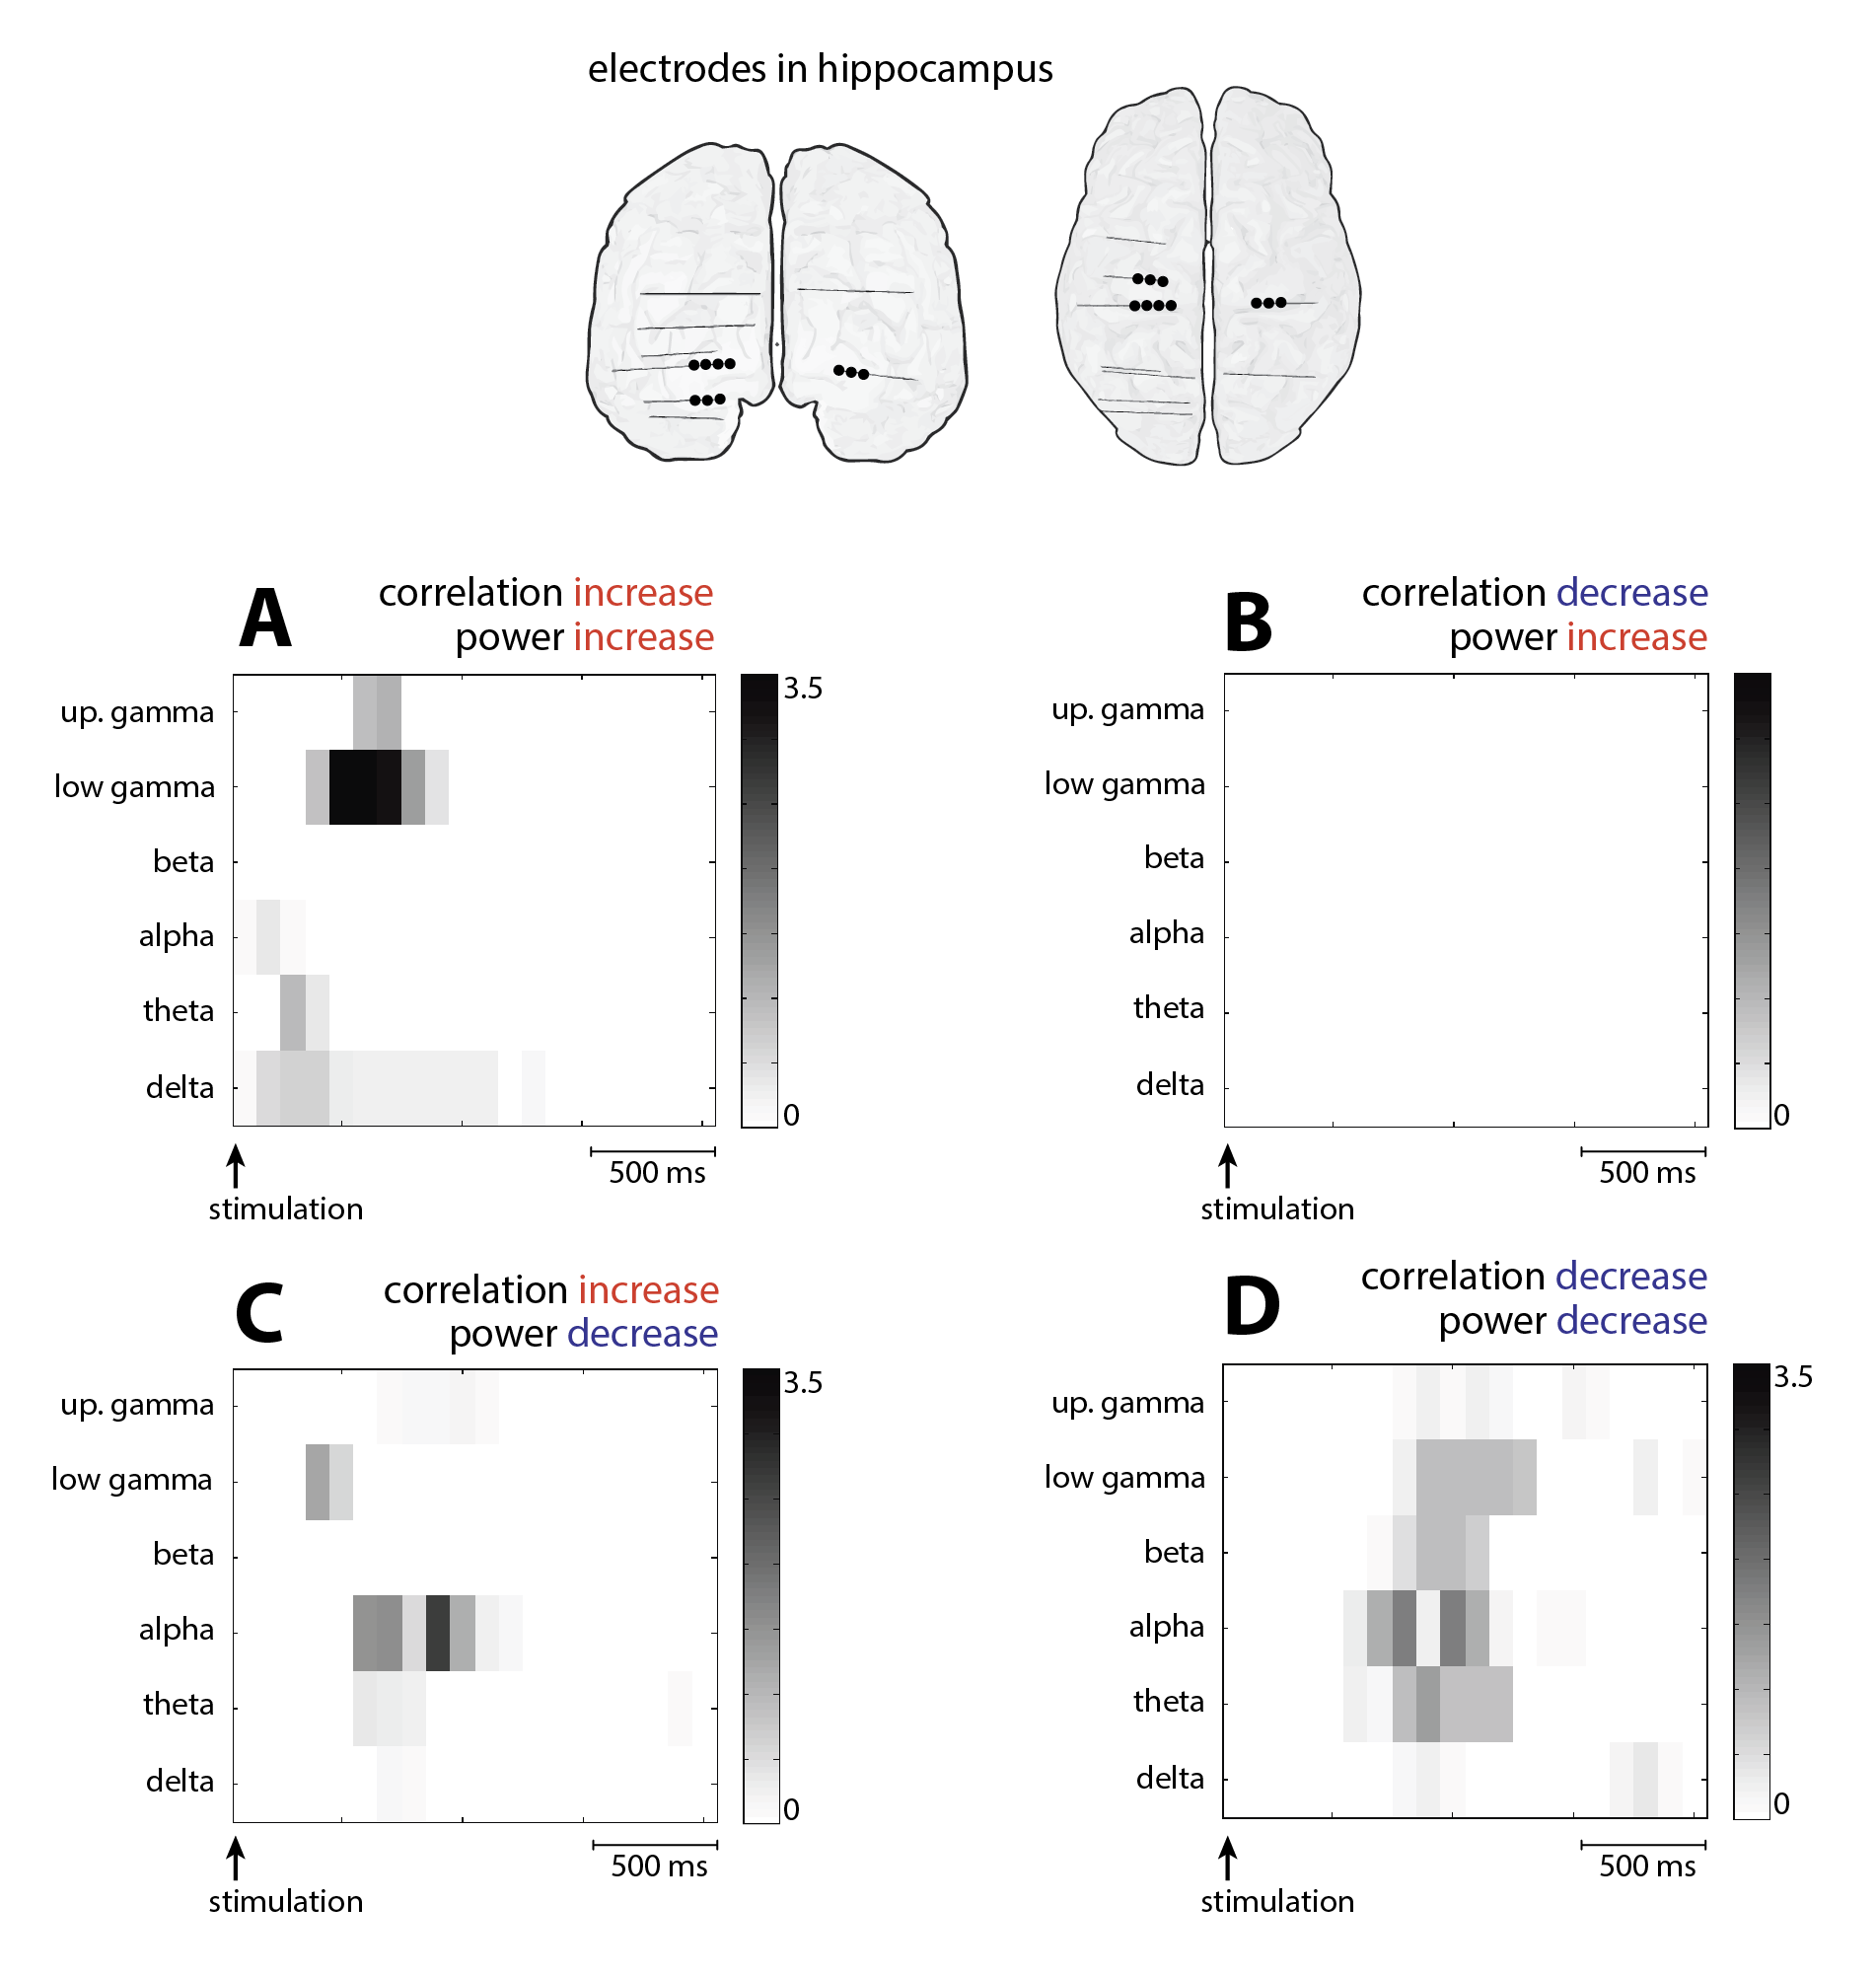 electrodes in hippocampus
A
correlation increase
power increase
up. gamma
low gamma
beta
alpha
theta
delta
3.5
0
500 ms
stimulation
B
correlation decrease
power increase
up. gamma
low gamma
beta
alpha
theta
delta
0
500 ms
stimulation
C
correlation increase
power decrease
up. gamma
low gamma
beta
alpha
theta
delta
3.5
0
500 ms
stimulation
D
correlation decrease
power decrease
up. gamma
low gamma
beta
alpha
theta
delta
3.5
0
500 ms
stimulation